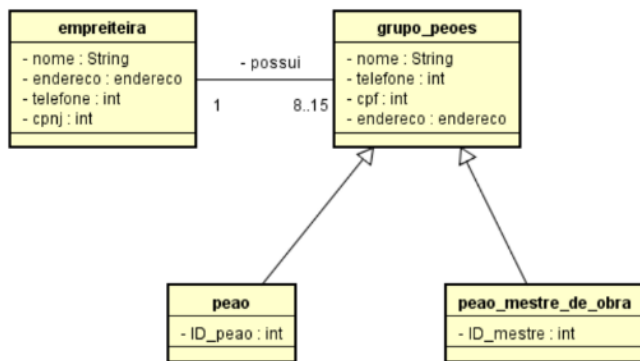 empreiteira
- nome : String
- endereco : endereco
- telefone : int
- cpnj : int
- possui
1
8..15
grupo_peoes
- nome : String
- telefone : int
- cpf : int
- endereco : endereco
peao
- ID_peao : int
peao_mestre_de_obra
- ID_mestre : int